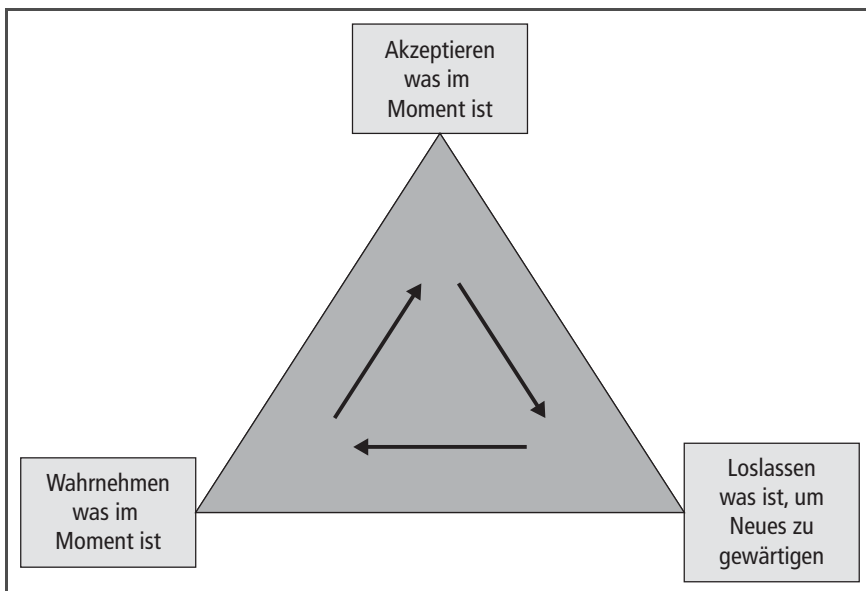 Akzeptieren
was im
Moment ist
Wahrnehmen
was im
Moment ist
Loslassen
was ist, um
Neues zu
gewärtigen